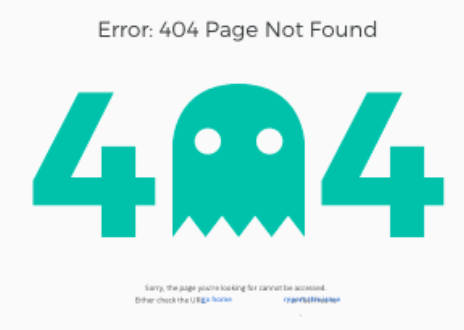 Error: 404 Page Not Found
4 4
Sorry, the page you're looking for cannot be accessed.
Either check the URL, go home